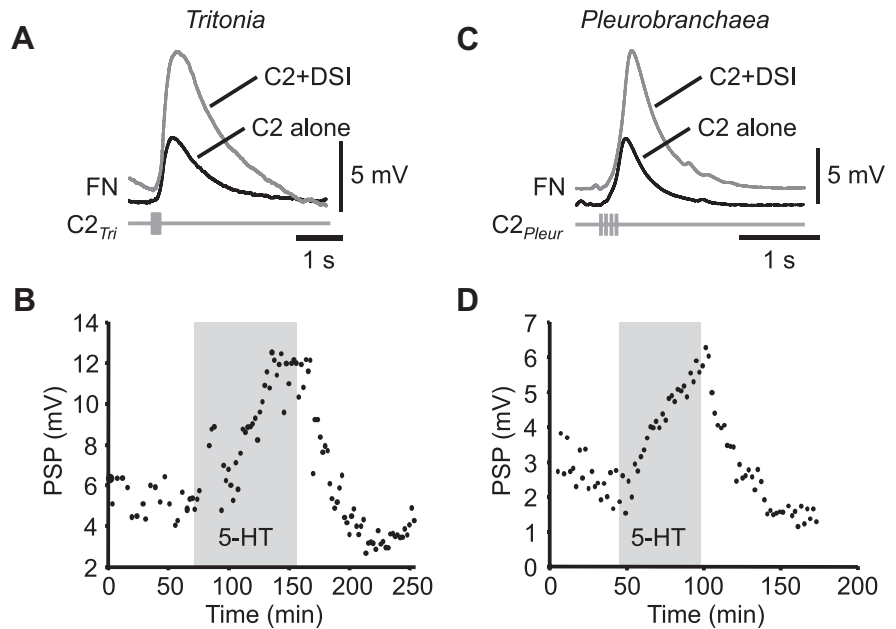 Tritonia
A
C2+DSI
C2 alone
FN
5 mV
C2Tri
1 s
Pleurobranchaea
C
C2+DSI
C2 alone
FN
5 mV
C2Pleur
1 s
B
14
12
10
8
6
4
2
PSP (mV)
5-HT
0 50 100 150 200 250
Time (min)
D
7
6
5
4
3
2
1
0
PSP (mV)
5-HT
0 50 100 150 200
Time (min)